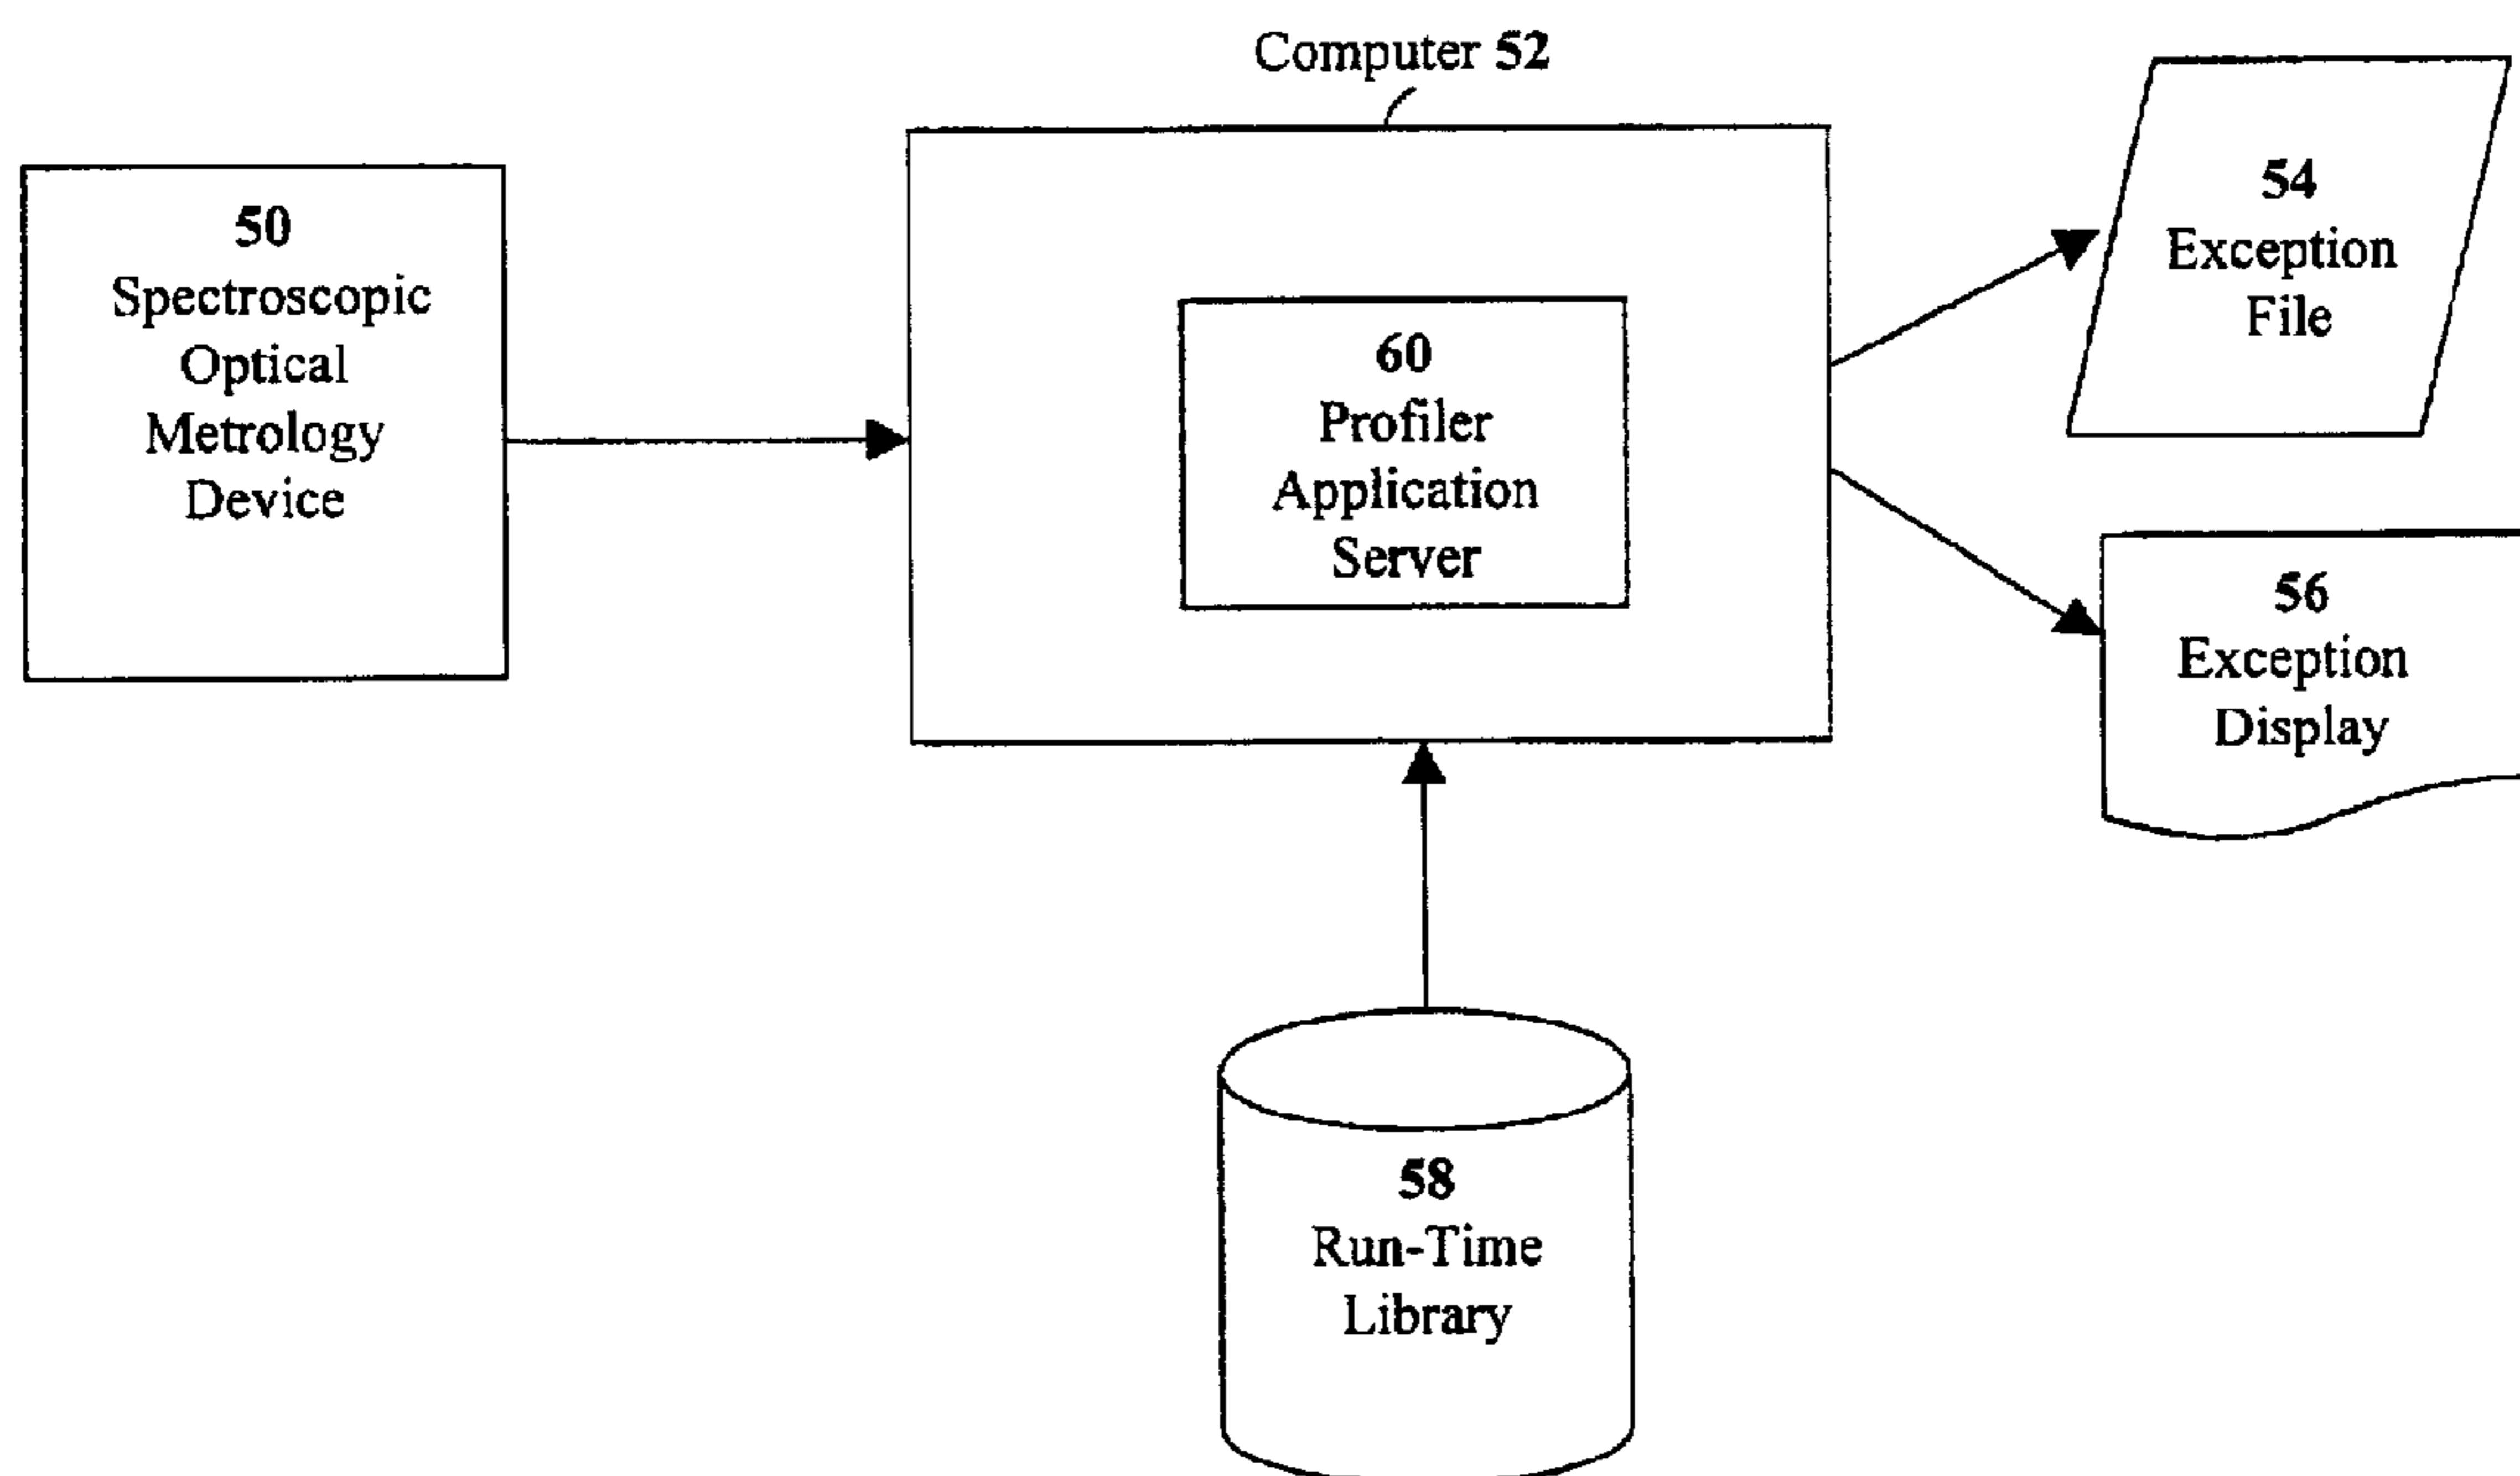 Computer 52
50
Spectroscopic
Optical
Metrology
Device
60
Profiler
Application
Server
54
Exception
File
56
Exception
Display
58
Run-Time
Library